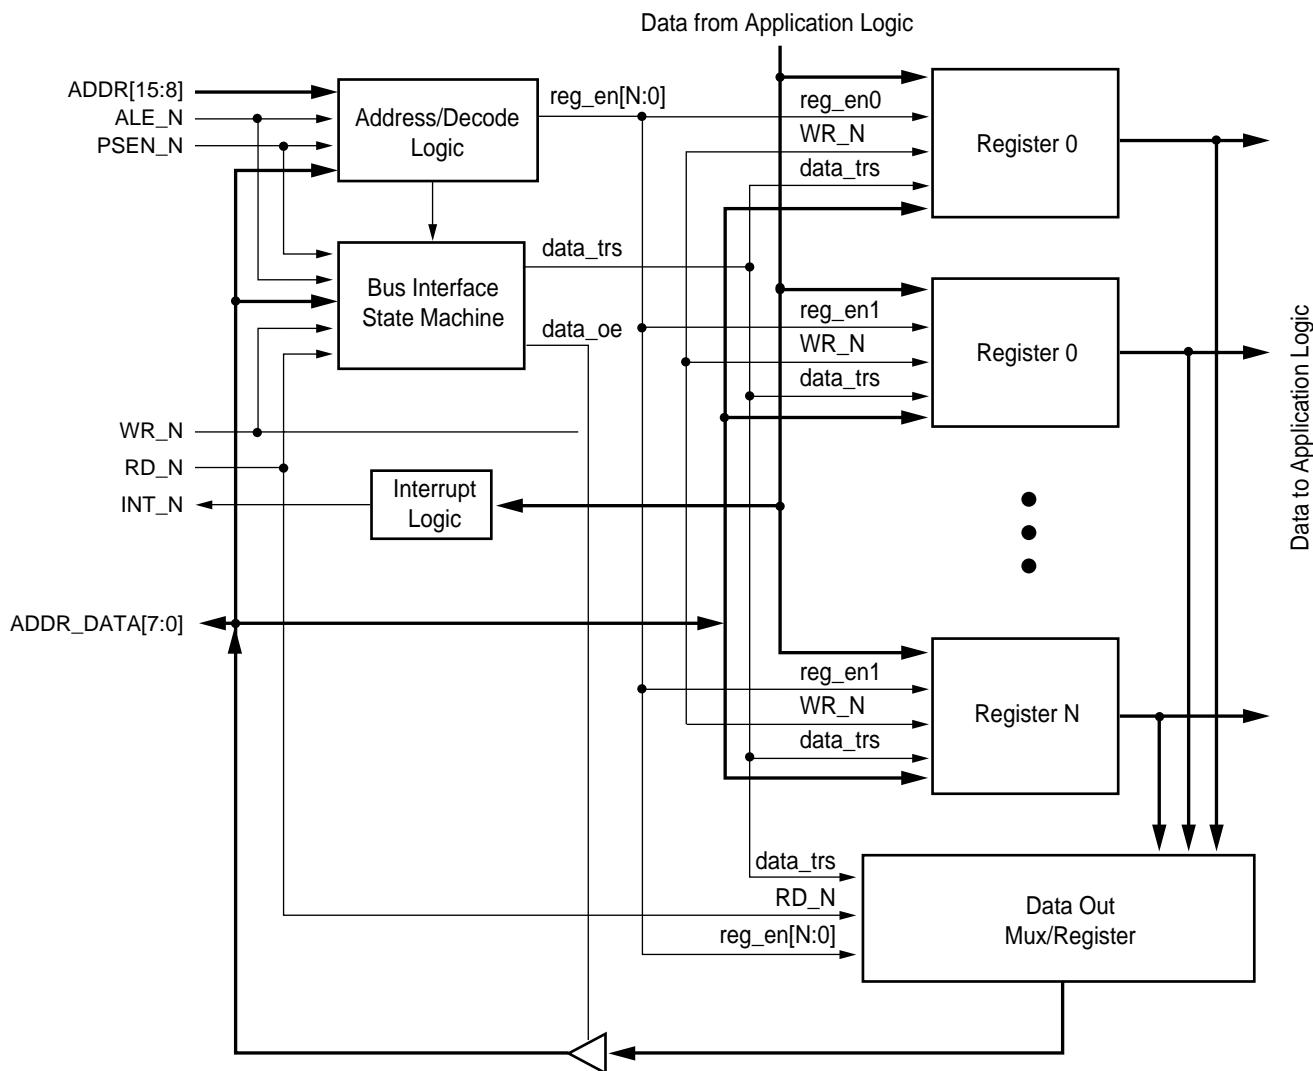 Data from Application Logic
ADDR[15:8]
ALE_N
PSEN_N
Address/Decode
Logic
reg_en[N:0]
reg_en0
WR_N
data_trs
Register 0
Bus Interface
State Machine
data_trs
data_oe
reg_en1
WR_N
data_trs
Register 0
Data to Application Logic
WR_N
RD_N
INT_N
Interrupt
Logic
ADDR_DATA[7:0]
reg_en1
WR_N
data_trs
Register N
data_trs
RD_N
reg_en[N:0]
Data Out
Mux/Register